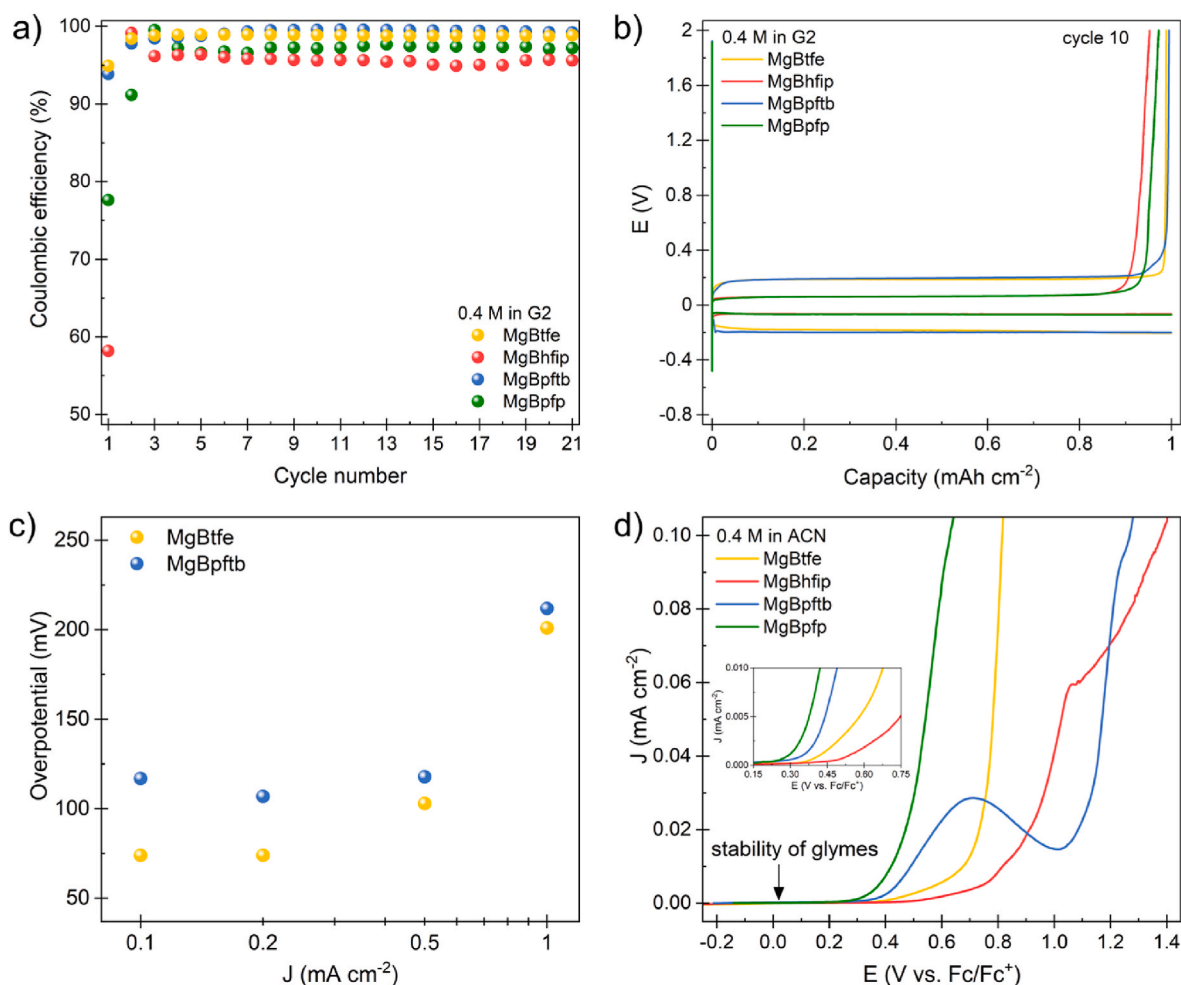 a)
100
90
80
70
60
50
1 3 5 7 9 11 13 15 17 19 21
Coulombic efficiency (%)
Cycle number
0.4 M in G2
MgBtfe
MgBhfip
MgBpftb
MgBpfp
b)
2
1.6
1.2
0.8
0.4
0
-0.4
-0.8
0 0.2 0.4 0.6 0.8 1
E (V)
Capacity (mAh cm⁻²)
0.4 M in G2
MgBtfe
MgBhfip
MgBpftb
MgBpfp
cycle 10
c)
250
200
150
100
50
0.1 0.2 0.5 1
Overpotential (mV)
J (mA cm⁻²)
MgBtfe
MgBpftb
d)
0.10
0.08
0.06
0.04
0.02
0.00
-0.2 0.0 0.2 0.4 0.6 0.8 1.0 1.2 1.4
J (mA cm⁻²)
E (V vs. Fc/Fc⁺)
0.4 M in ACN
MgBtfe
MgBhfip
MgBpftb
MgBpfp
0.010
0.005
0.000
0.15 0.30 0.45 0.60 0.75
J (mA cm⁻²)
E (V vs. Fc/Fc⁺)
stability of glymes